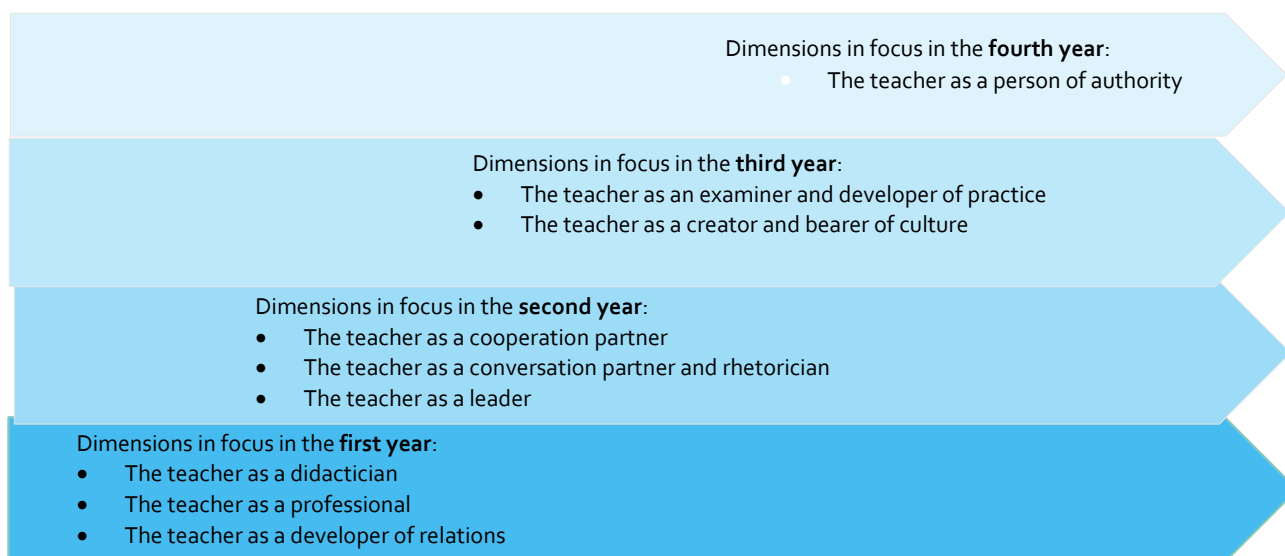 Dimensions in focus in the fourth year:
• The teacher as a person of authority
Dimensions in focus in the third year:
• The teacher as an examiner and developer of practice
• The teacher as a creator and bearer of culture
Dimensions in focus in the second year:
• The teacher as a cooperation partner
• The teacher as a conversation partner and rhetorician
• The teacher as a leader
Dimensions in focus in the first year:
• The teacher as a didactician
• The teacher as a professional
• The teacher as a developer of relations